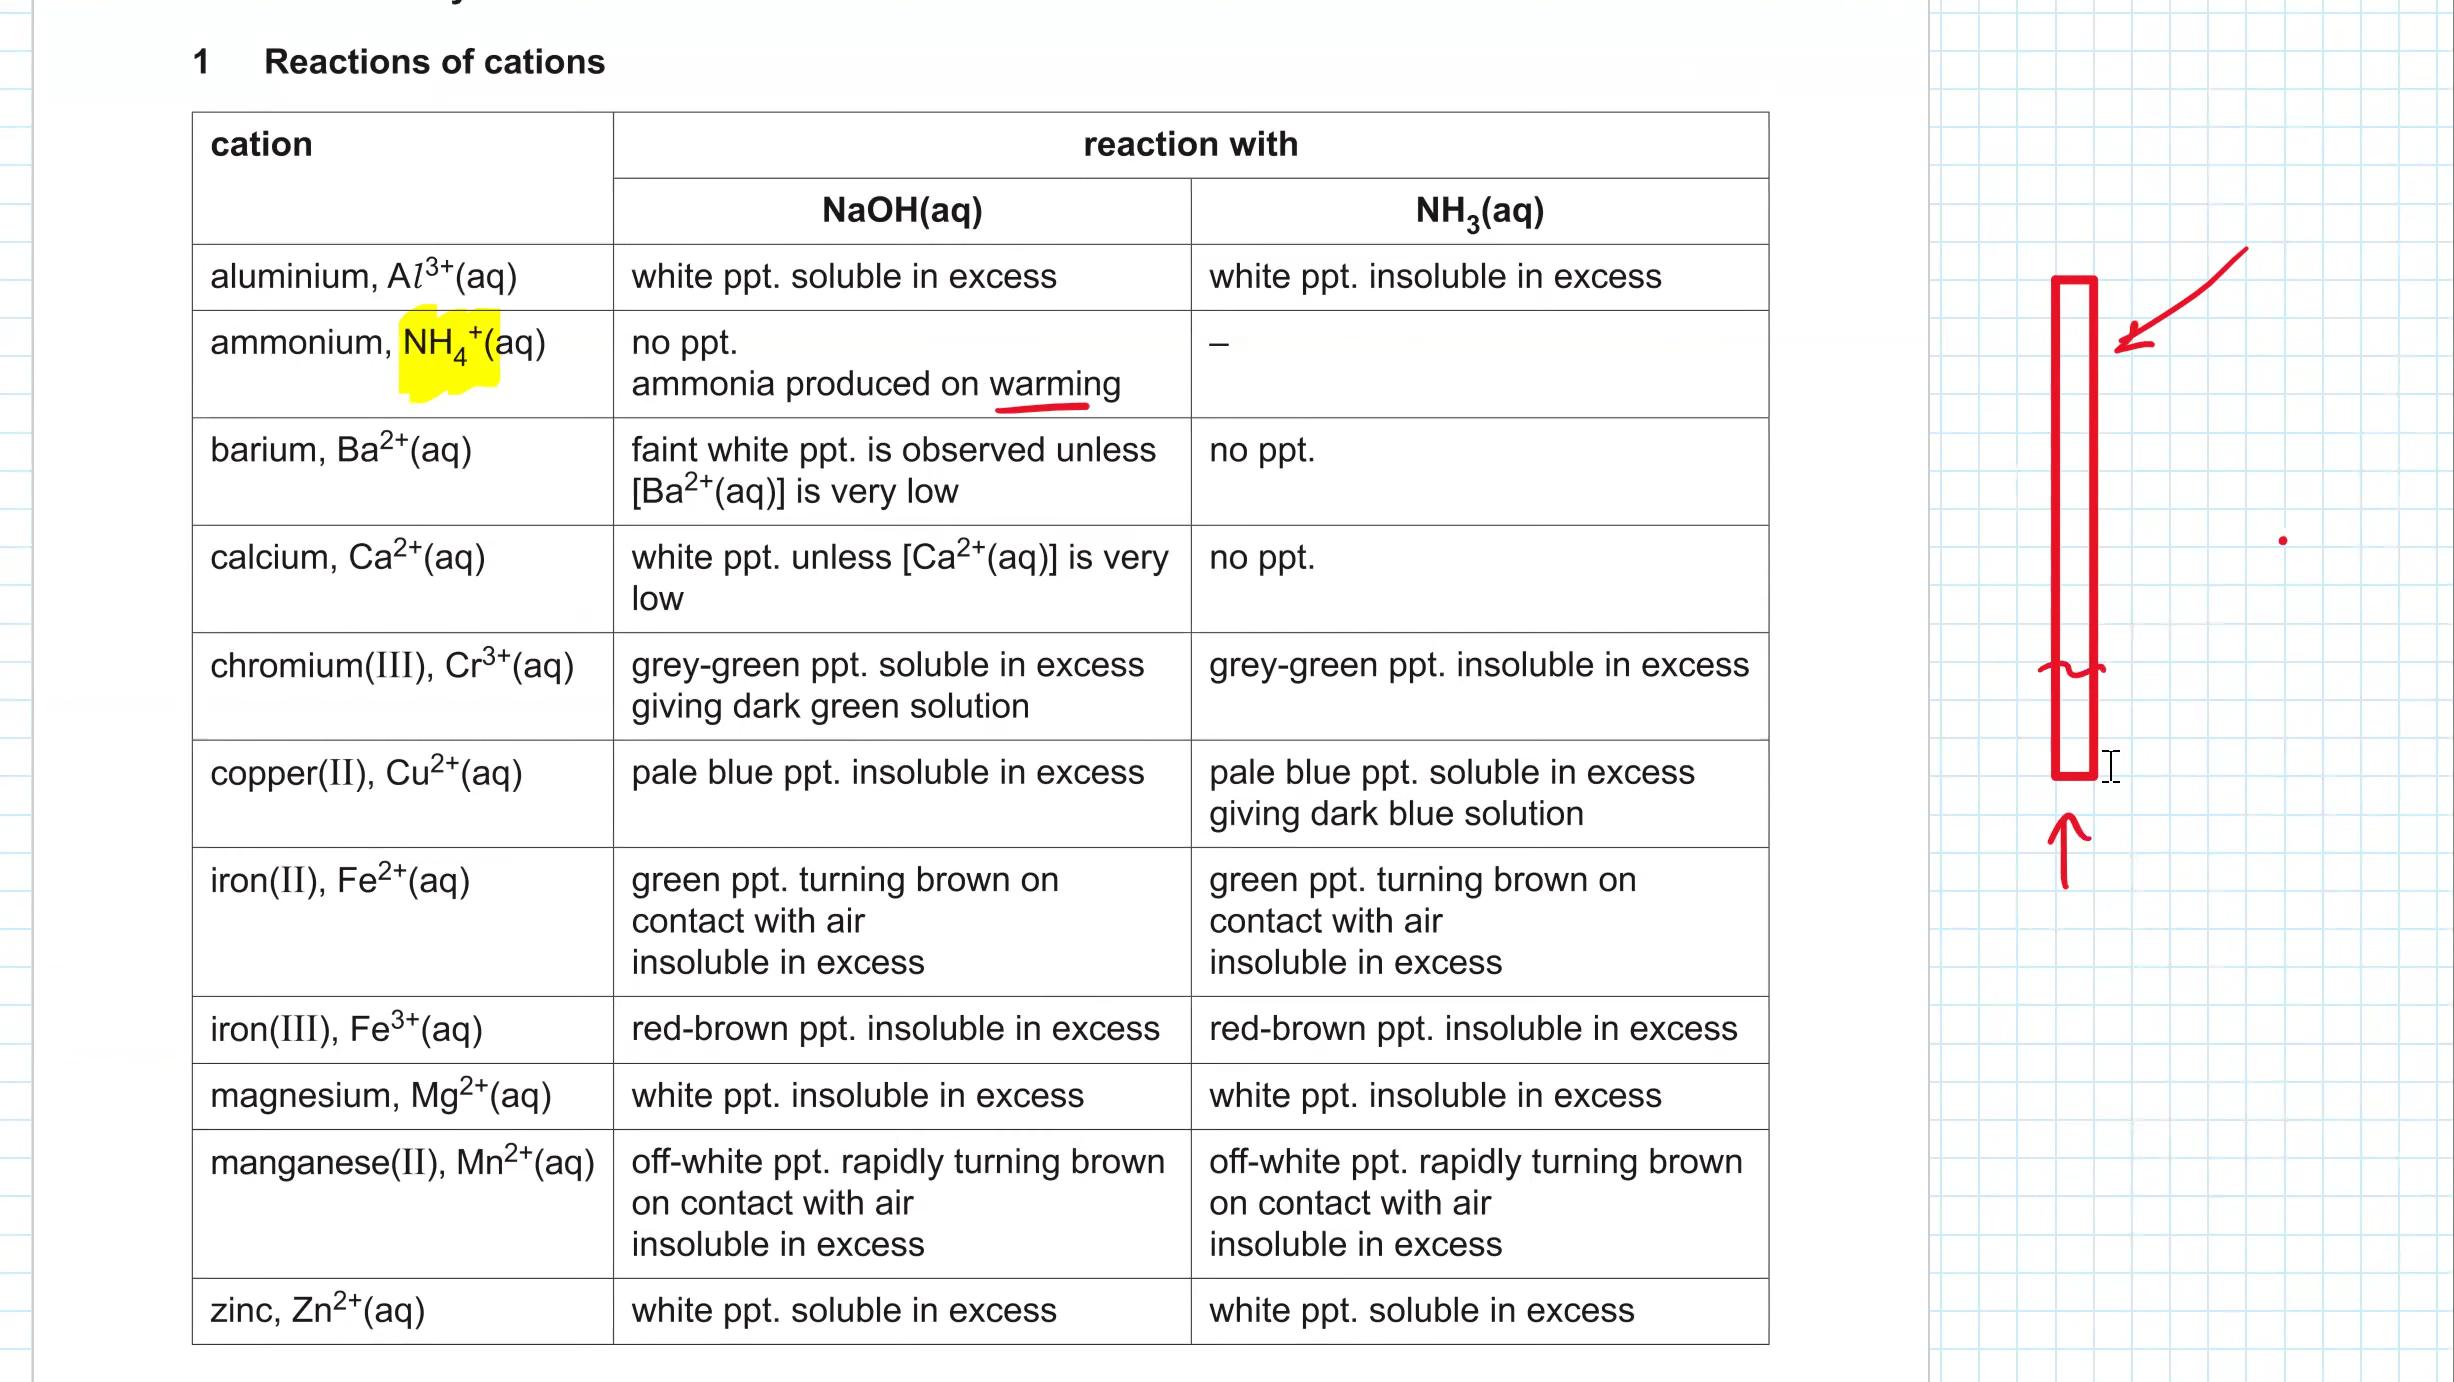 1 Reactions of cations
cation
reaction with
NaOH(aq)
NH₃(aq)
aluminium, Al³⁺(aq)
white ppt. soluble in excess
white ppt. insoluble in excess
ammonium, NH₄⁺(aq)
no ppt.
ammonia produced on warming
–
barium, Ba²⁺(aq)
faint white ppt. is observed unless
[Ba²⁺(aq)] is very low
no ppt.
calcium, Ca²⁺(aq)
white ppt. unless [Ca²⁺(aq)] is very
low
no ppt.
chromium(III), Cr³⁺(aq)
grey-green ppt. soluble in excess
giving dark green solution
grey-green ppt. insoluble in excess
copper(II), Cu²⁺(aq)
pale blue ppt. insoluble in excess
pale blue ppt. soluble in excess
giving dark blue solution
iron(II), Fe²⁺(aq)
green ppt. turning brown on
contact with air
insoluble in excess
green ppt. turning brown on
contact with air
insoluble in excess
iron(III), Fe³⁺(aq)
red-brown ppt. insoluble in excess
red-brown ppt. insoluble in excess
magnesium, Mg²⁺(aq)
white ppt. insoluble in excess
white ppt. insoluble in excess
manganese(II), Mn²⁺(aq)
off-white ppt. rapidly turning brown
on contact with air
insoluble in excess
off-white ppt. rapidly turning brown
on contact with air
insoluble in excess
zinc, Zn²⁺(aq)
white ppt. soluble in excess
white ppt. soluble in excess